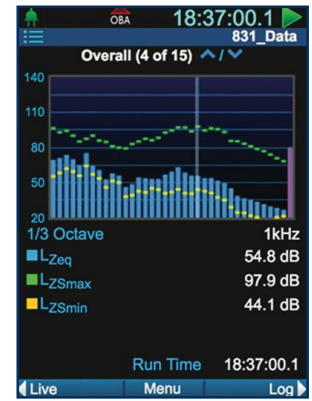 OBA 18:37:00.1
831_Data
Overall (4 of 15) /
140
110
80
50
20
1/3 Octave 1kHz
LZeq 54.8 dB
LZSmax 97.9 dB
LZSmin 44.1 dB
Run Time 18:37:00.1
Live Menu Log